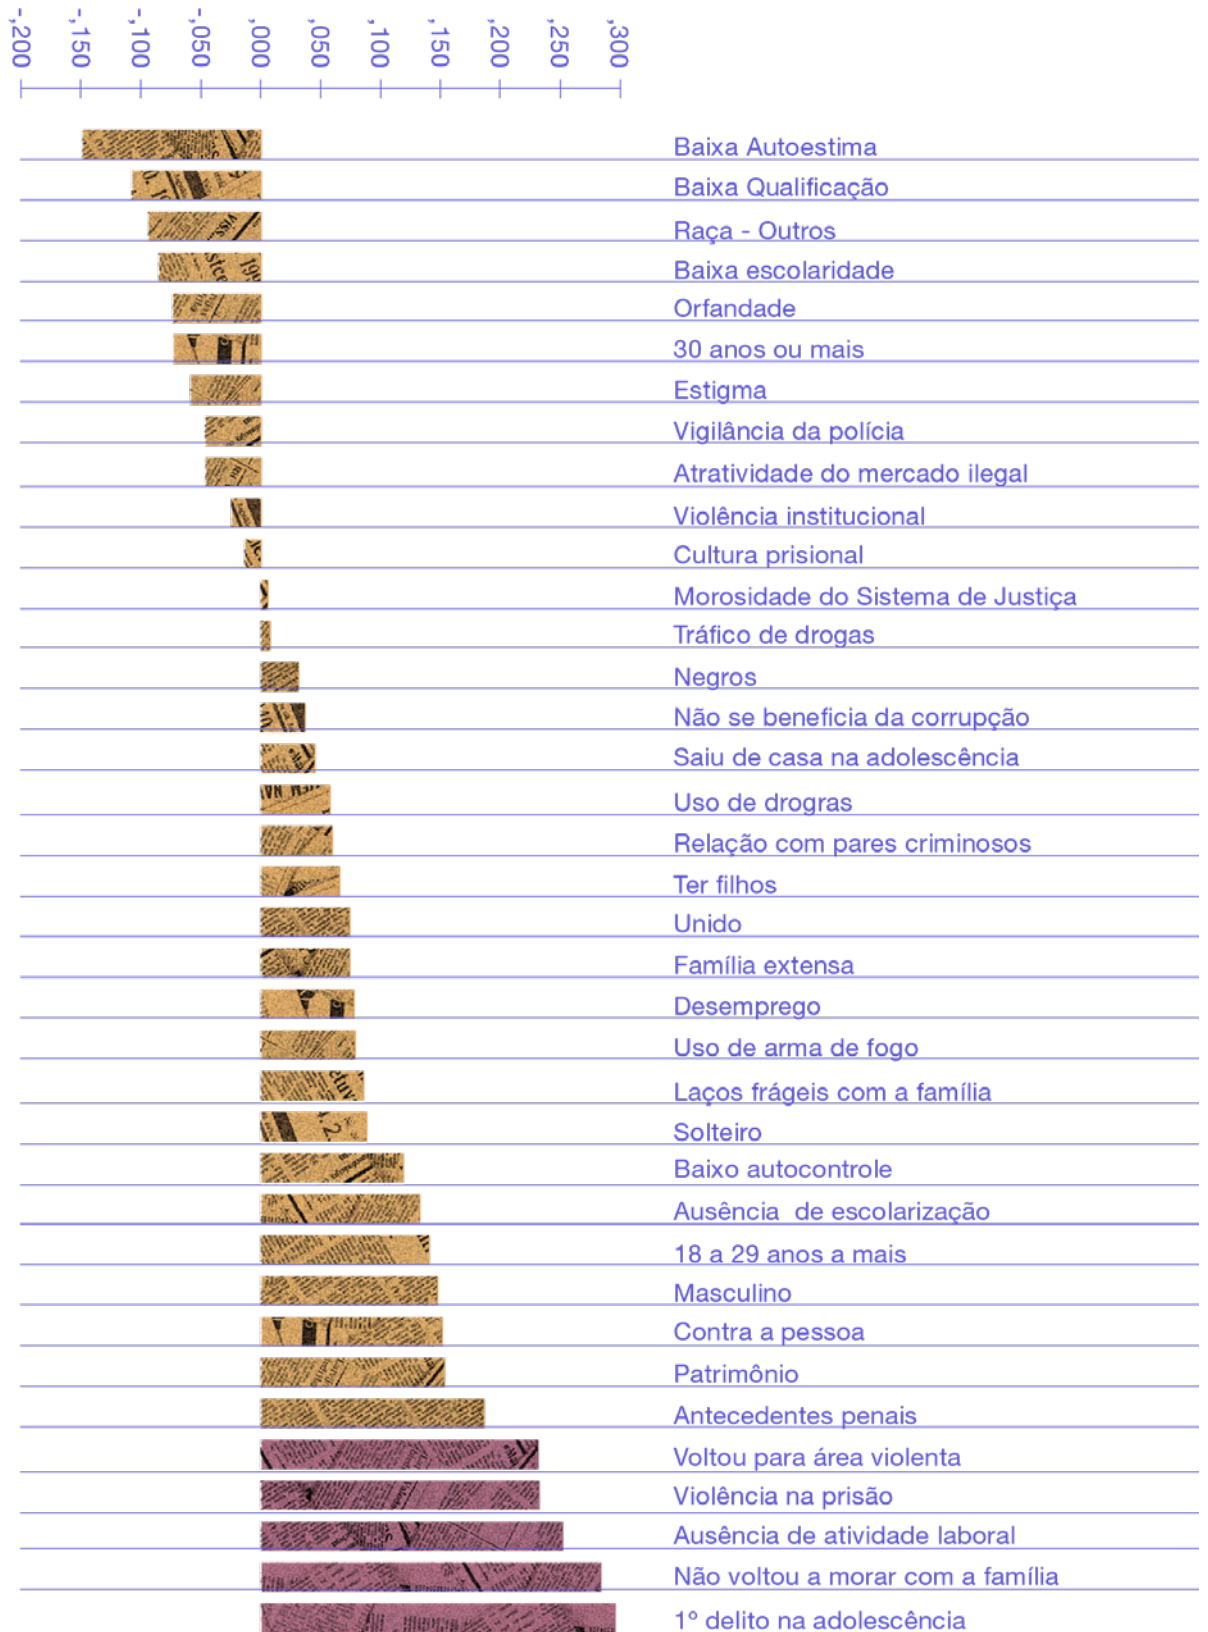 -,200
-,150
-,100
-,050
,000
,050
,100
,150
,200
,250
,300
Baixa Autoestima
Baixa Qualificação
Raça - Outros
Baixa escolaridade
Orfandade
30 anos ou mais
Estigma
Vigilância da polícia
Atratividade do mercado ilegal
Violência institucional
Cultura prisional
Morosidade do Sistema de Justiça
Tráfico de drogas
Negros
Não se beneficia da corrupção
Saiu de casa na adolescência
Uso de drogras
Relação com pares criminosos
Ter filhos
Unido
Família extensa
Desemprego
Uso de arma de fogo
Laços frágeis com a família
Solteiro
Baixo autocontrole
Ausência  de escolarização
18 a 29 anos a mais
Masculino
Contra a pessoa
Patrimônio
Antecedentes penais
Voltou para área violenta
Violência na prisão
Ausência de atividade laboral
Não voltou a morar com a família
1º delito na adolescência